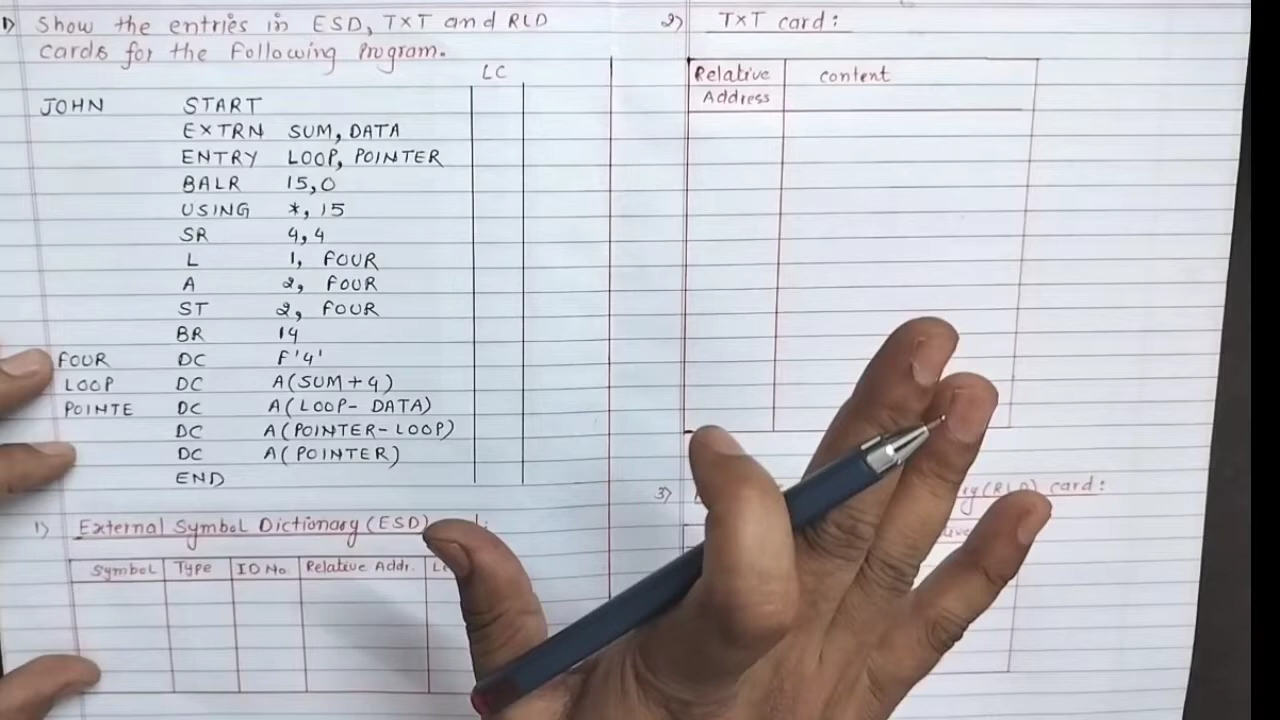 1) Show the entries in ESD, TXT and RLD
cards for the following Program.
LC
JOHN START
EXTRN SUM, DATA
ENTRY LOOP, POINTER
BALR 15,0
USING *, 15
SR 4,4
L 1, FOUR
A 2, FOUR
ST 2, FOUR
BR 14
FOUR DC F'4'
LOOP DC A(SUM+4)
POINTE DC A(LOOP- DATA)
DC A(POINTER-LOOP)
DC A(POINTER)
END
1) External Symbol Dictionary (ESD)
Symbol Type ID No. Relative Addr.
2) TXT card:
Relative content
Address
3) (RLD) card: